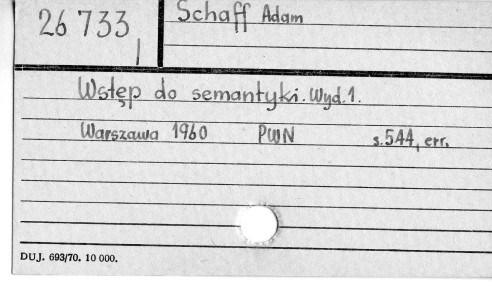 26 733
I
Schaff Adam
Wstęp do semantyki. Wyd. 1.
Warszawa 1960 PWN s. 544, err.
DUJ. 693/70. 10 000.